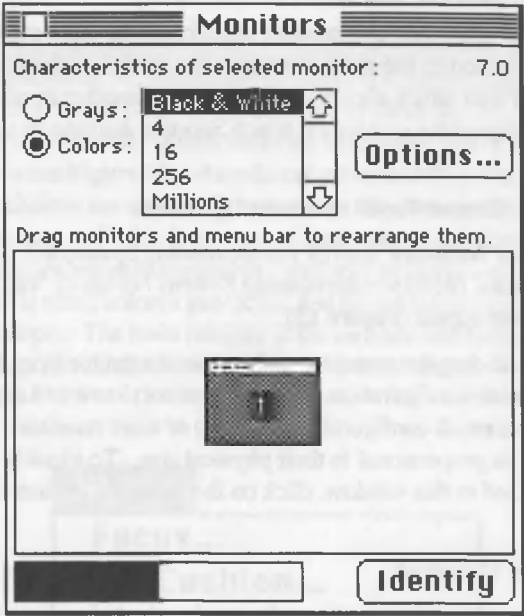 Monitors
Characteristics of selected monitor: 7.0
Grays:
Colors:
Black & White
4
16
256
Millions
Options...
Drag monitors and menu bar to rearrange them.
1
Identify